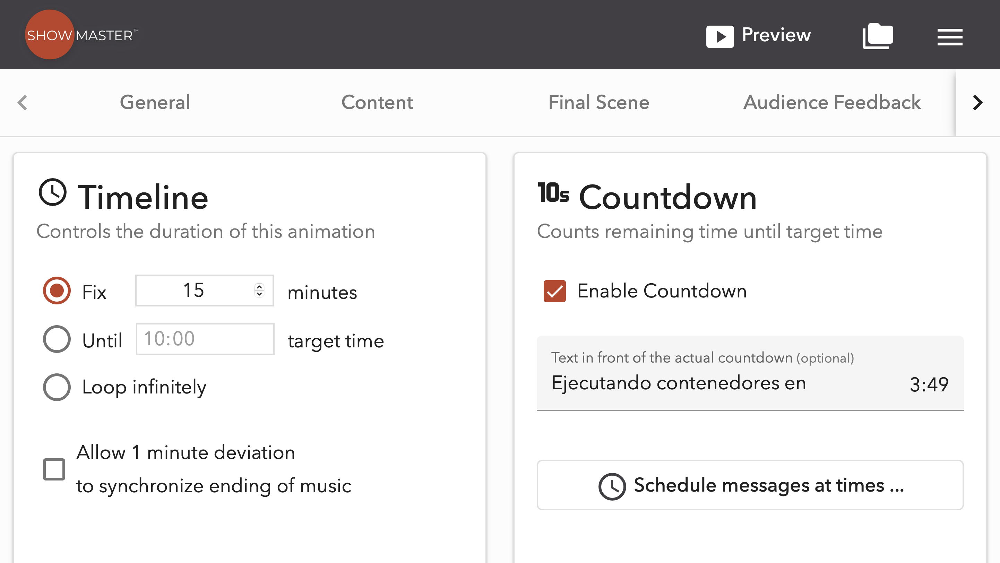 SHOWMASTER™
Preview
General
Content
Final Scene
Audience Feedback
Timeline
Controls the duration of this animation
Fix 15 minutes
Until 10:00 target time
Loop infinitely
Allow 1 minute deviation
to synchronize ending of music
10s Countdown
Counts remaining time until target time
Enable Countdown
Text in front of the actual countdown (optional)
Ejecutando contenedores en 3:49
Schedule messages at times ...